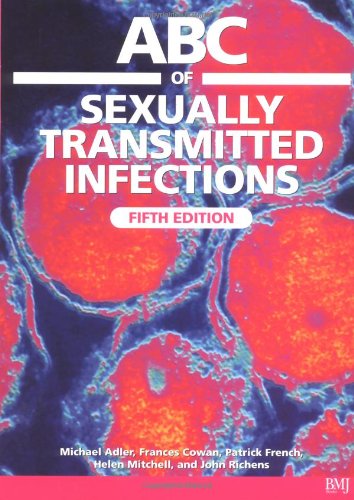 ABC
OF
SEXUALLY
TRANSMITTED
INFECTIONS
FIFTH EDITION
Michael Adler, Frances Cowan, Patrick French,
Helen Mitchell, and John Richens
BMJ
Books